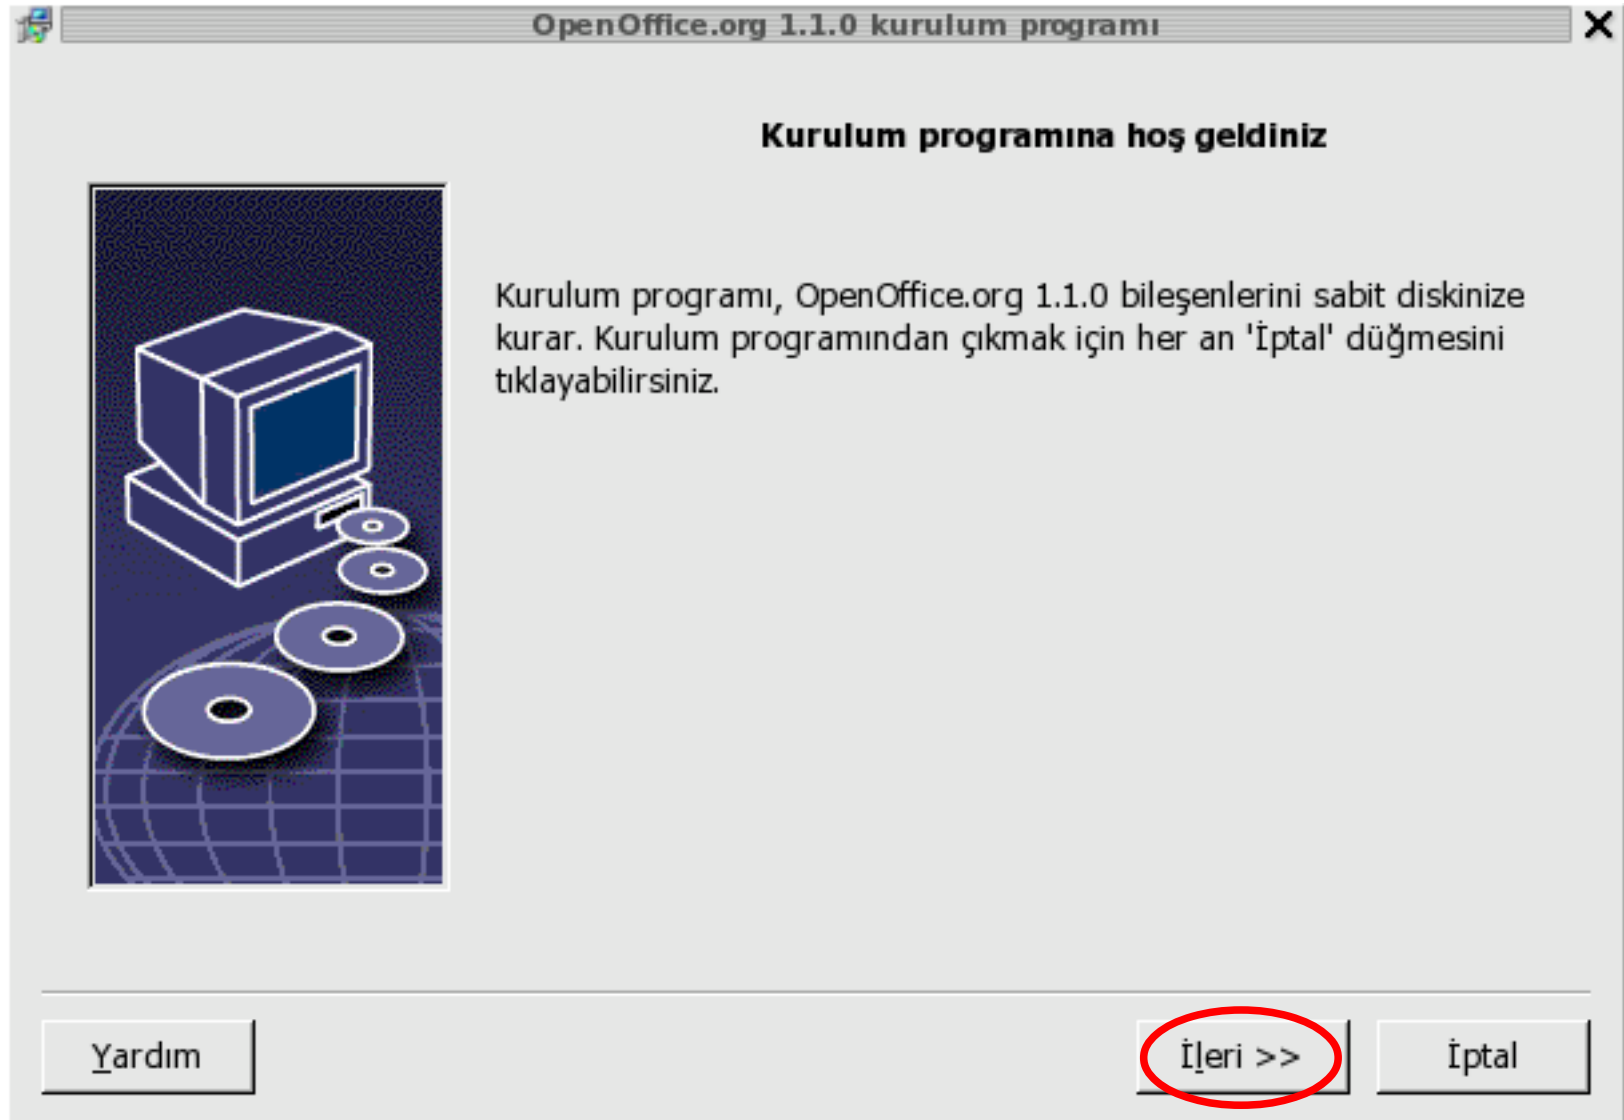 OpenOffice.org 1.1.0 kurulum programı
Kurulum programına hoş geldiniz
Kurulum programı, OpenOffice.org 1.1.0 bileşenlerini sabit diskinize
kurar. Kurulum programından çıkmak için her an 'İptal' düğmesini
tıklayabilirsiniz.
Yardım
İleri >>
İptal